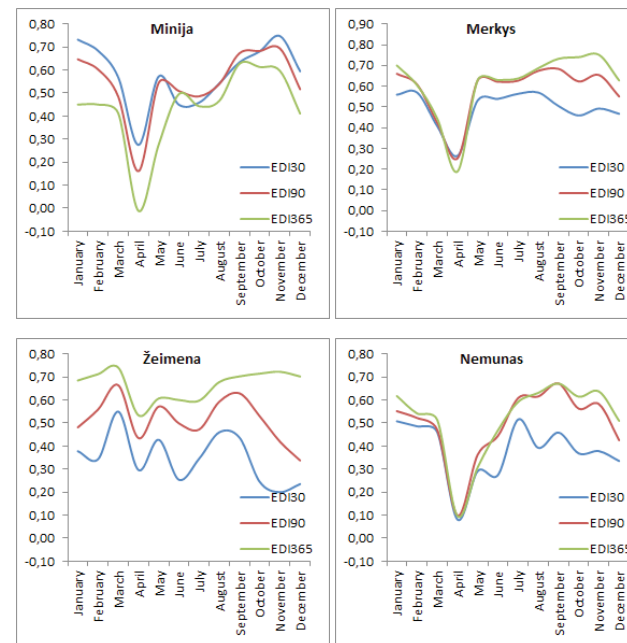 Minija
0,80
0,70
0,60
0,50
0,40
0,30
0,20
0,10
0,00
-0,10
EDI30
EDI90
EDI365
January
February
March
April
May
June
July
August
September
October
November
December
Merkys
0,90
0,80
0,70
0,60
0,50
0,40
0,30
0,20
0,10
0,00
-0,10
EDI30
EDI90
EDI365
January
February
March
April
May
June
July
August
September
October
November
December
Žeimena
0,80
0,70
0,60
0,50
0,40
0,30
0,20
0,10
0,00
-0,10
EDI30
EDI90
EDI365
January
February
March
April
May
June
July
August
September
October
November
December
Nemunas
0,80
0,70
0,60
0,50
0,40
0,30
0,20
0,10
0,00
-0,10
EDI30
EDI90
EDI365
January
February
March
April
May
June
July
August
September
October
November
December